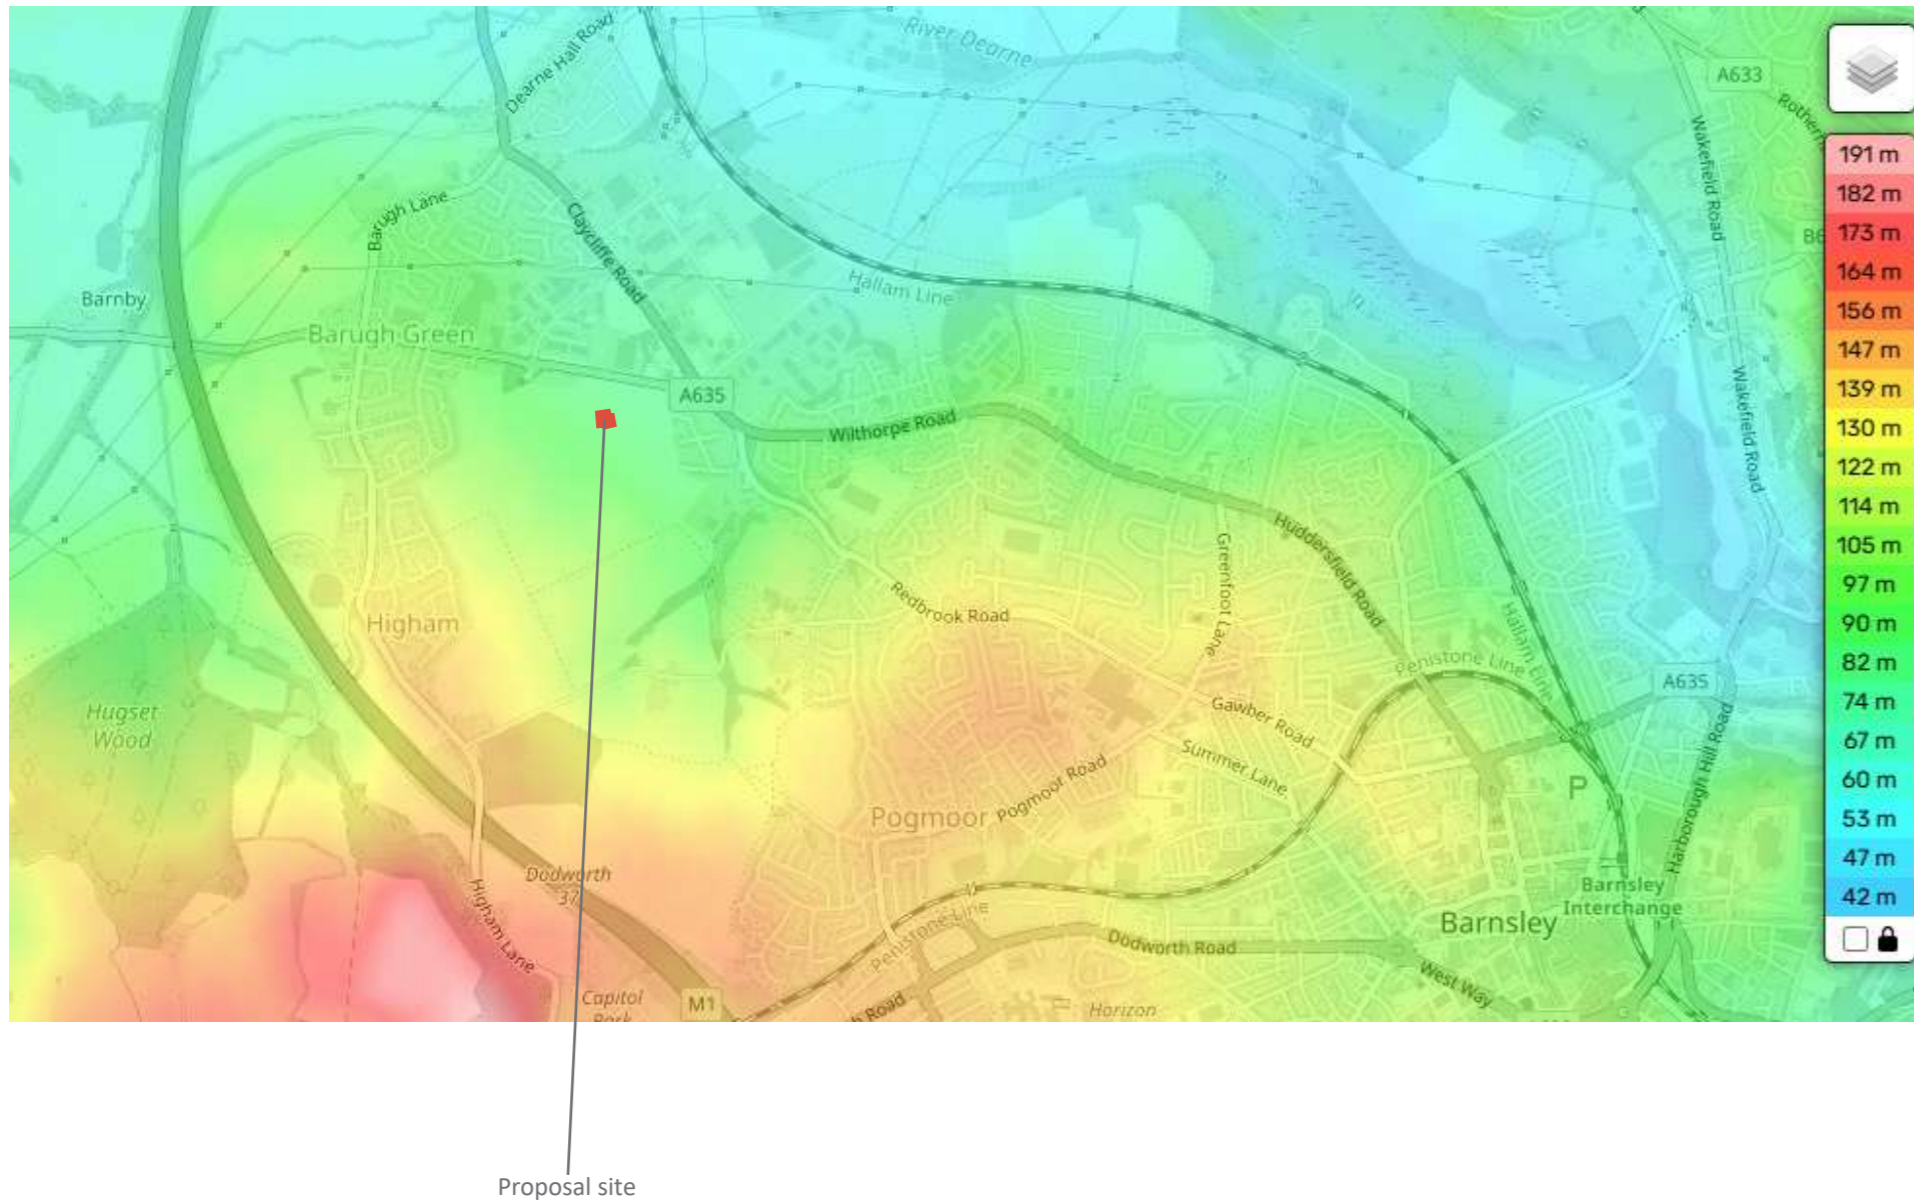 River Dearne
Dearne Hall Road
A633
Rotherh
Wakefield Road
Barugh Lane
Claycliffe Road
B6
Hallam Line
Barnby
Barugh Green
A635
Wakefield Road
Wilthorpe Road
Huddersfield Road
Greenfoot Lane
Redbrook Road
Higham
Hallam Line
Penistone Line
A635
Hugset
Wood
Gawber Road
Summer Lane
Harborough Hill Road
P
Pogmoor
Pogmoor Road
Dodworth
37
Higham Lane
Barnsley
Interchange
Barnsley
Penistone Line
Dodworth Road
West Way
Capitol
Park
M1
h Road
Horizon
191 m
182 m
173 m
164 m
156 m
147 m
139 m
130 m
122 m
114 m
105 m
97 m
90 m
82 m
74 m
67 m
60 m
53 m
47 m
42 m
Proposal site